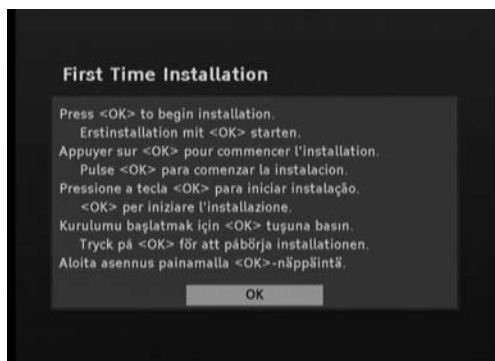 First Time Installation
Press <OK> to begin installation.
Erstinstallation mit <OK> starten.
Appuyer sur <OK> pour commencer l'installation.
Pulse <OK> para comenzar la instalacion.
Pressione a tecla <OK> para iniciar instalação.
<OK> per iniziare l'installazione.
Kurulumu başlatmak için <OK> tuşuna basın.
Tryck på <OK> för att påbörja installationen.
Aloita asennus painamalla <OK>-näppäintä.
OK